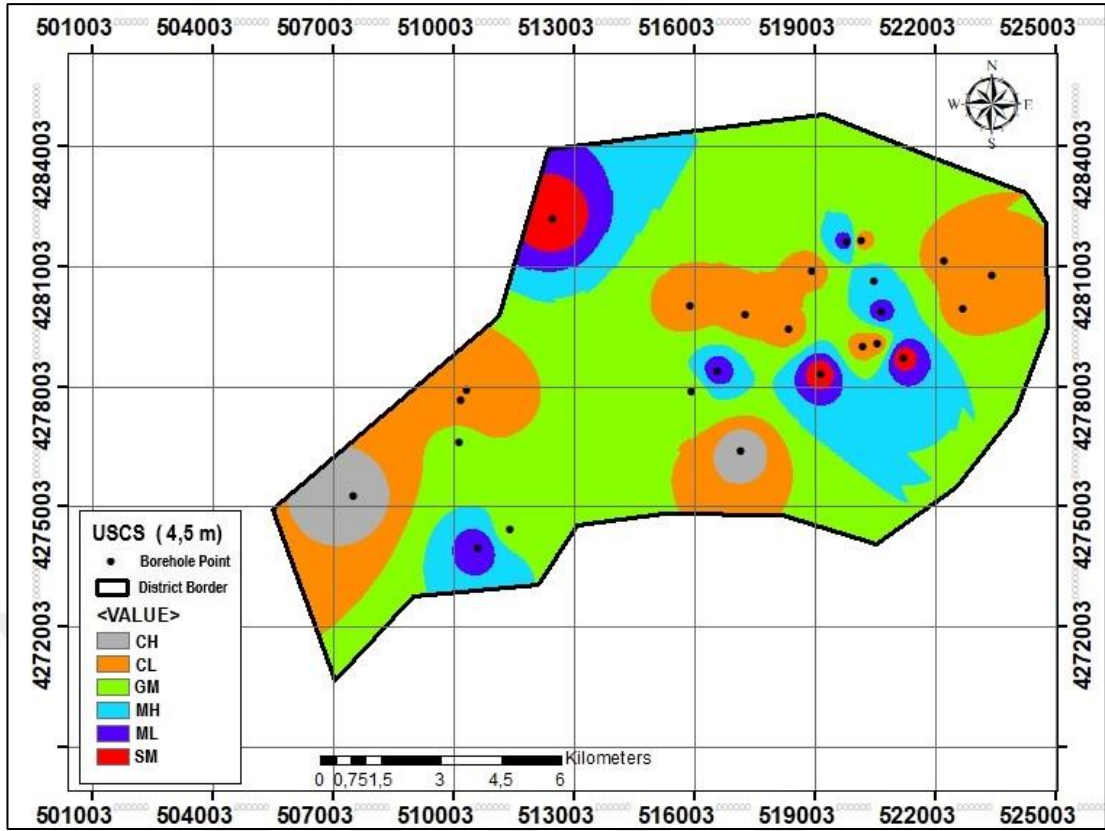 501003 504003 507003 510003 513003 516003 519003 522003 525003
N
W E
S
4284003 4284003
4281003 4281003
4278003 4278003
4275003 4275003
4272003 4272003
USCS ( 4,5 m)
Borehole Point
District Border
<VALUE>
CH
CL
GM
MH
ML
SM
Kilometers
0 0,75 1,5 3 4,5 6
501003 504003 507003 510003 513003 516003 519003 522003 525003